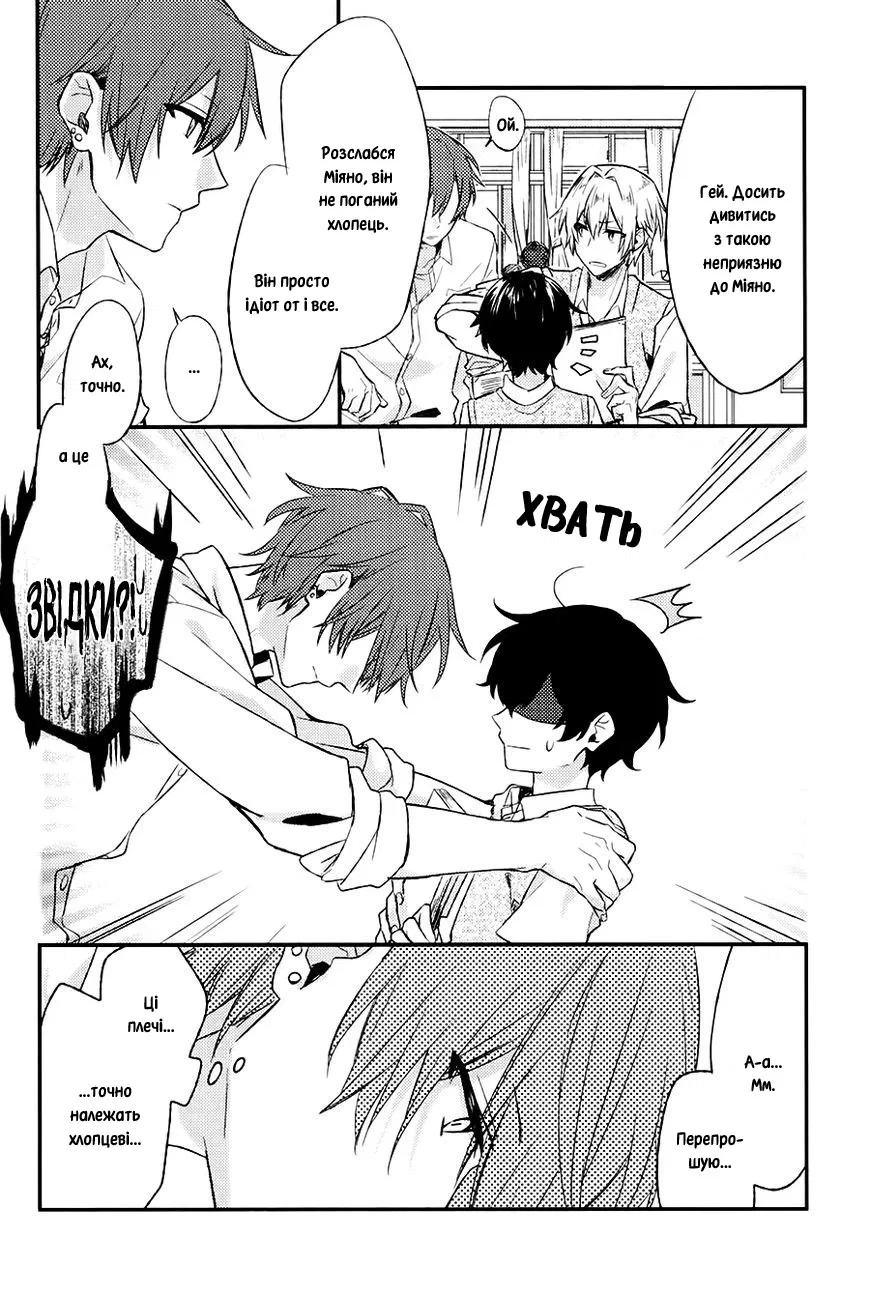 Гей. Досить
дивитись
з такою
неприязню
до Міяно.
Ой.
Розслабся
Міяно, він
не поганий
хлопець.
Він просто
ідіот от і все.
...
Ах,
точно.
а це
ЗВІДКИ?!
ХВАТЬ
А-а...
Мм.
Перепро-
шую...
Ці
плечі...
...точно
належать
хлопцеві...